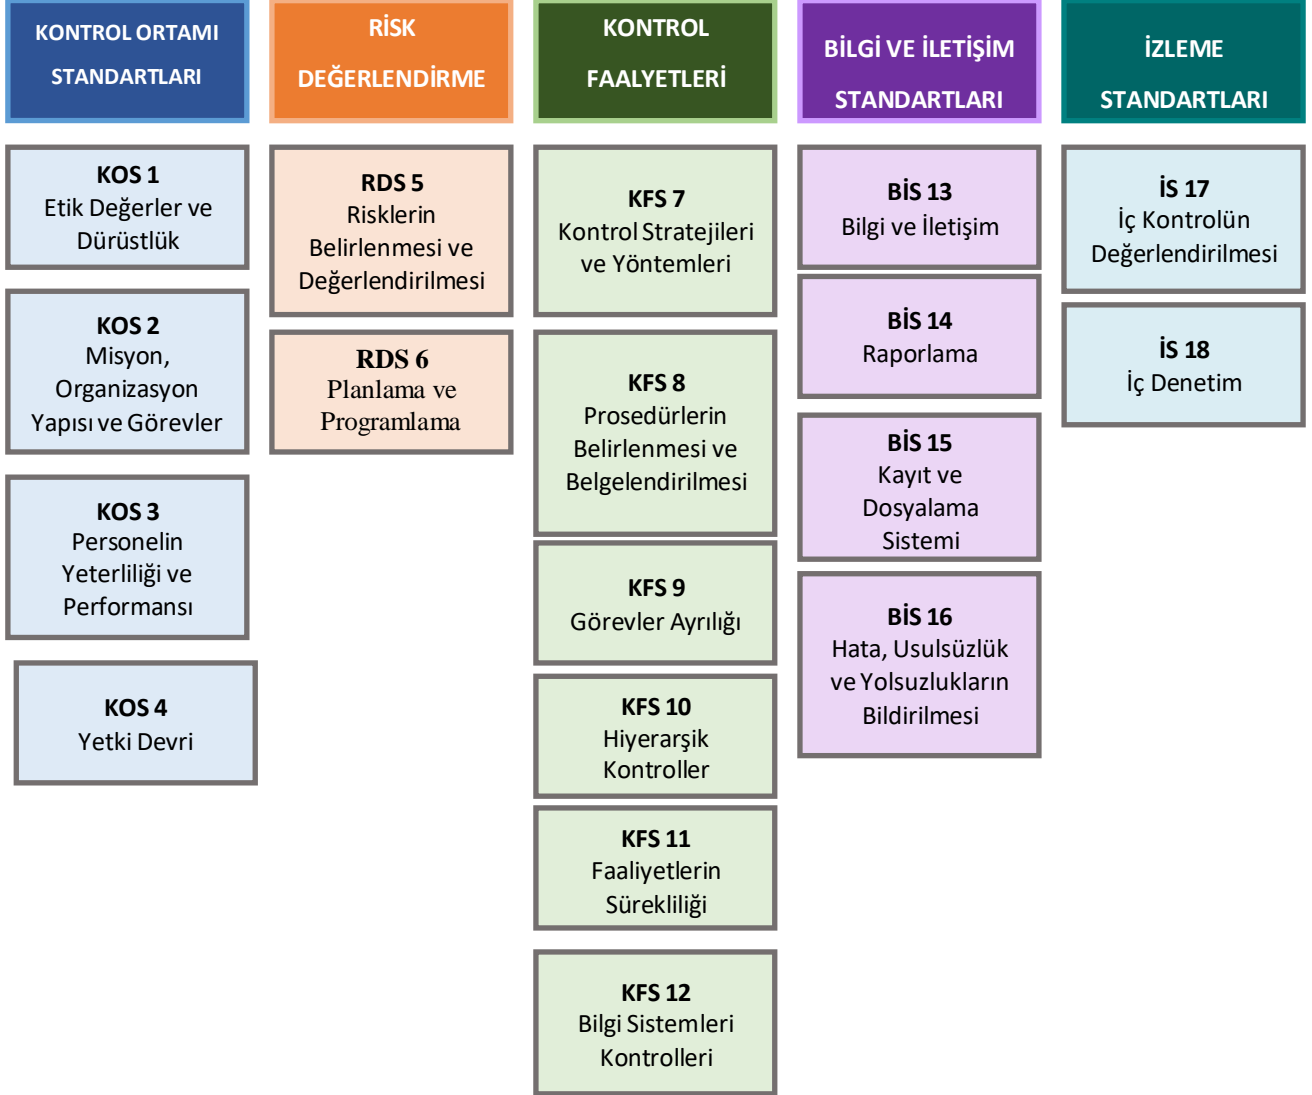 KONTROL ORTAMI
STANDARTLARI
RİSK
DEĞERLENDİRME
KONTROL
FAALYETLERİ
BİLGİ VE İLETİŞİM
STANDARTLARI
İZLEME
STANDARTLARI
KOS 1
Etik Değerler ve
Dürüstlük
KOS 2
Misyon,
Organizasyon
Yapısı ve Görevler
KOS 3
Personelin
Yeterliliği ve
Performansı
KOS 4
Yetki Devri
RDS 5
Risklerin
Belirlenmesi ve
Değerlendirilmesi
RDS 6
Planlama ve
Programlama
KFS 7
Kontrol Stratejileri
ve Yöntemleri
KFS 8
Prosedürlerin
Belirlenmesi ve
Belgelendirilmesi
KFS 9
Görevler Ayrılığı
KFS 10
Hiyerarşik
Kontroller
KFS 11
Faaliyetlerin
Sürekliliği
KFS 12
Bilgi Sistemleri
Kontrolleri
BİS 13
Bilgi ve İletişim
BİS 14
Raporlama
BİS 15
Kayıt ve
Dosyalama
Sistemi
BİS 16
Hata, Usulsüzlük
ve Yolsuzlukların
Bildirilmesi
İS 17
İç Kontrolün
Değerlendirilmesi
İS 18
İç Denetim